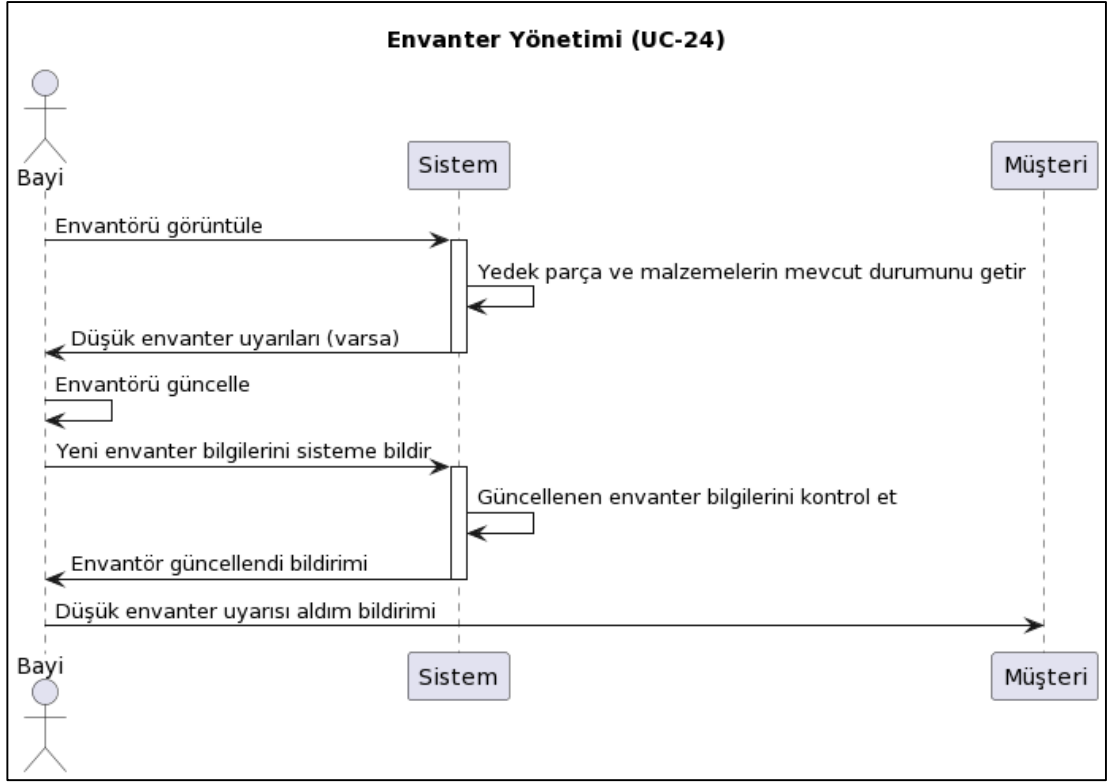 Envanter Yönetimi (UC-24)
Bayi
Sistem
Müşteri
Envantörü görüntüle
Yedek parça ve malzemelerin mevcut durumunu getir
Düşük envanter uyarıları (varsa)
Envantörü güncelle
Yeni envanter bilgilerini sisteme bildir
Güncellenen envanter bilgilerini kontrol et
Envantör güncellendi bildirimi
Düşük envanter uyarısı aldım bildirimi
Bayi
Sistem
Müşteri